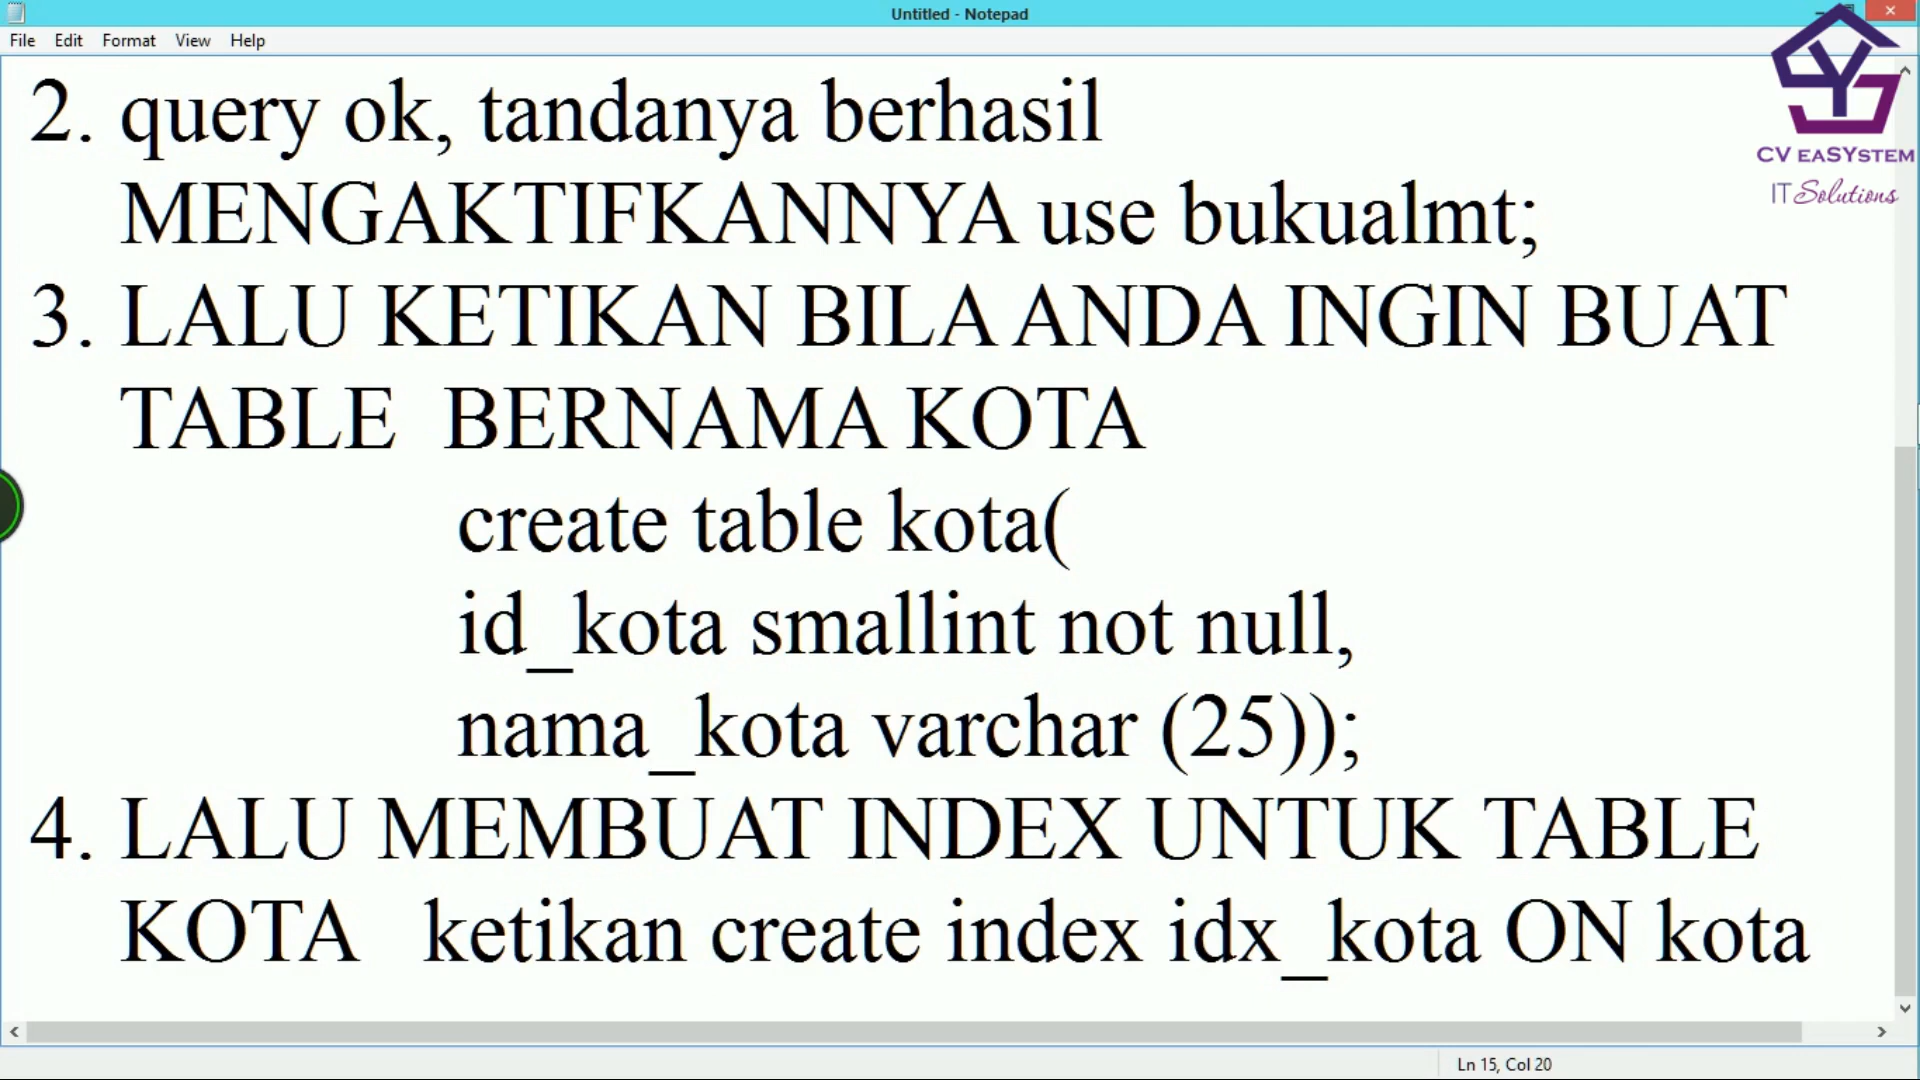 Untitled - Notepad
File Edit Format View Help
2. query ok, tandanya berhasil
MENGAKTIFKANNYA use bukualmt;
3. LALU KETIKAN BILA ANDA INGIN BUAT
TABLE  BERNAMA KOTA
create table kota(
id_kota smallint not null,
nama_kota varchar (25));
4. LALU MEMBUAT INDEX UNTUK TABLE
KOTA   ketikan create index idx_kota ON kota
CV EASYSTEM
IT Solutions
Ln 15, Col 20